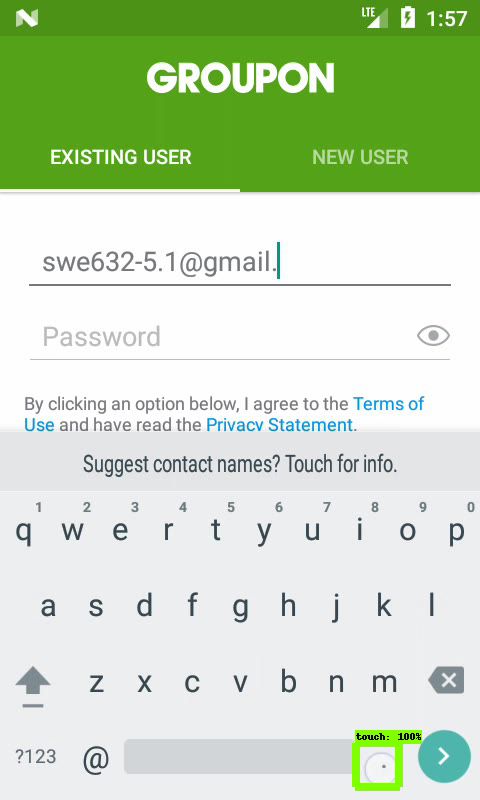 LTE 1:57
GROUPON
EXISTING USER NEW USER
swe632-5.1@gmail.
Password
By clicking an option below, I agree to the Terms of
Use and have read the Privacy Statement.
Suggest contact names? Touch for info.
1 2 3 4 5 6 7 8 9 0
q w e r t y u i o p
a s d f g h j k l
z x c v b n m
touch: 100%
?123 @ .